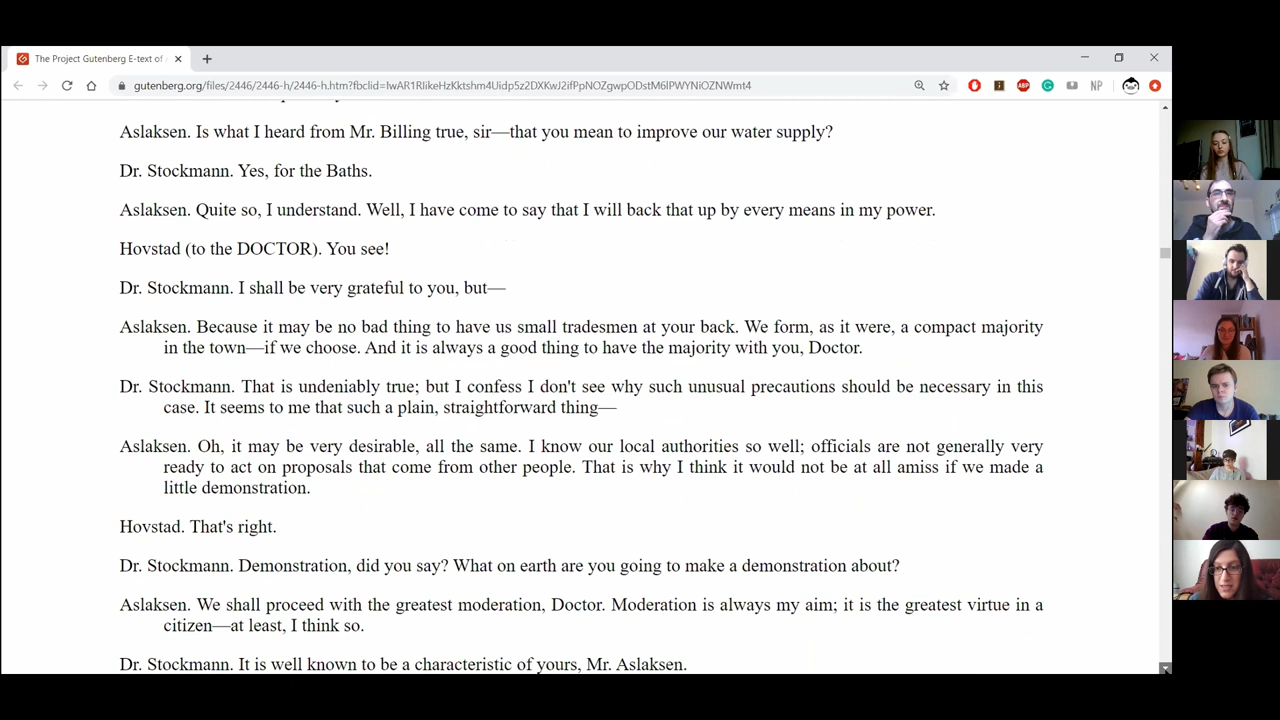 The Project Gutenberg E-text of
gutenberg.org/files/2446/2446-h/2446-h.htm?fbclid=IwAR1RIikeHzKktshm4Uidp5z2DXKwJ2ifPpNOZgwpODstM6lPWYNiOZNWmt4
ABP
NP
Aslaksen. Is what I heard from Mr. Billing true, sir—that you mean to improve our water supply?
Dr. Stockmann. Yes, for the Baths.
Aslaksen. Quite so, I understand. Well, I have come to say that I will back that up by every means in my power.
Hovstad (to the DOCTOR). You see!
Dr. Stockmann. I shall be very grateful to you, but—
Aslaksen. Because it may be no bad thing to have us small tradesmen at your back. We form, as it were, a compact majority
in the town—if we choose. And it is always a good thing to have the majority with you, Doctor.
Dr. Stockmann. That is undeniably true; but I confess I don't see why such unusual precautions should be necessary in this
case. It seems to me that such a plain, straightforward thing—
Aslaksen. Oh, it may be very desirable, all the same. I know our local authorities so well; officials are not generally very
ready to act on proposals that come from other people. That is why I think it would not be at all amiss if we made a
little demonstration.
Hovstad. That's right.
Dr. Stockmann. Demonstration, did you say? What on earth are you going to make a demonstration about?
Aslaksen. We shall proceed with the greatest moderation, Doctor. Moderation is always my aim; it is the greatest virtue in a
citizen—at least, I think so.
Dr. Stockmann. It is well known to be a characteristic of yours, Mr. Aslaksen.